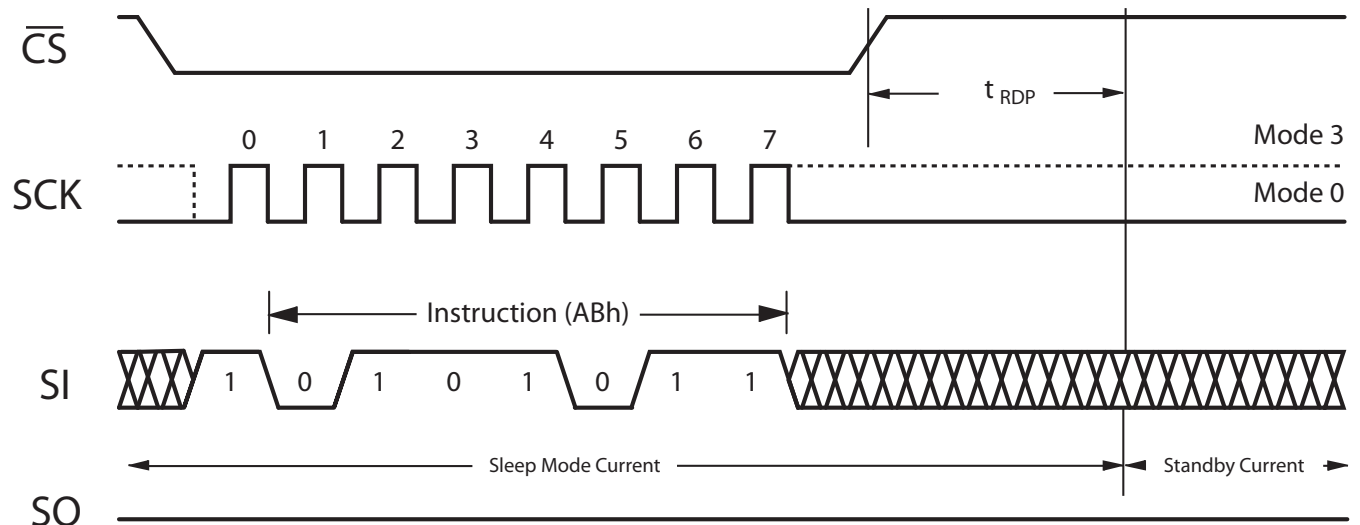 CS
t RDP
0 1 2 3 4 5 6 7
Mode 3
SCK
Mode 0
Instruction (ABh)
SI
1 0 1 0 1 0 1 1
Sleep Mode Current
Standby Current
SO